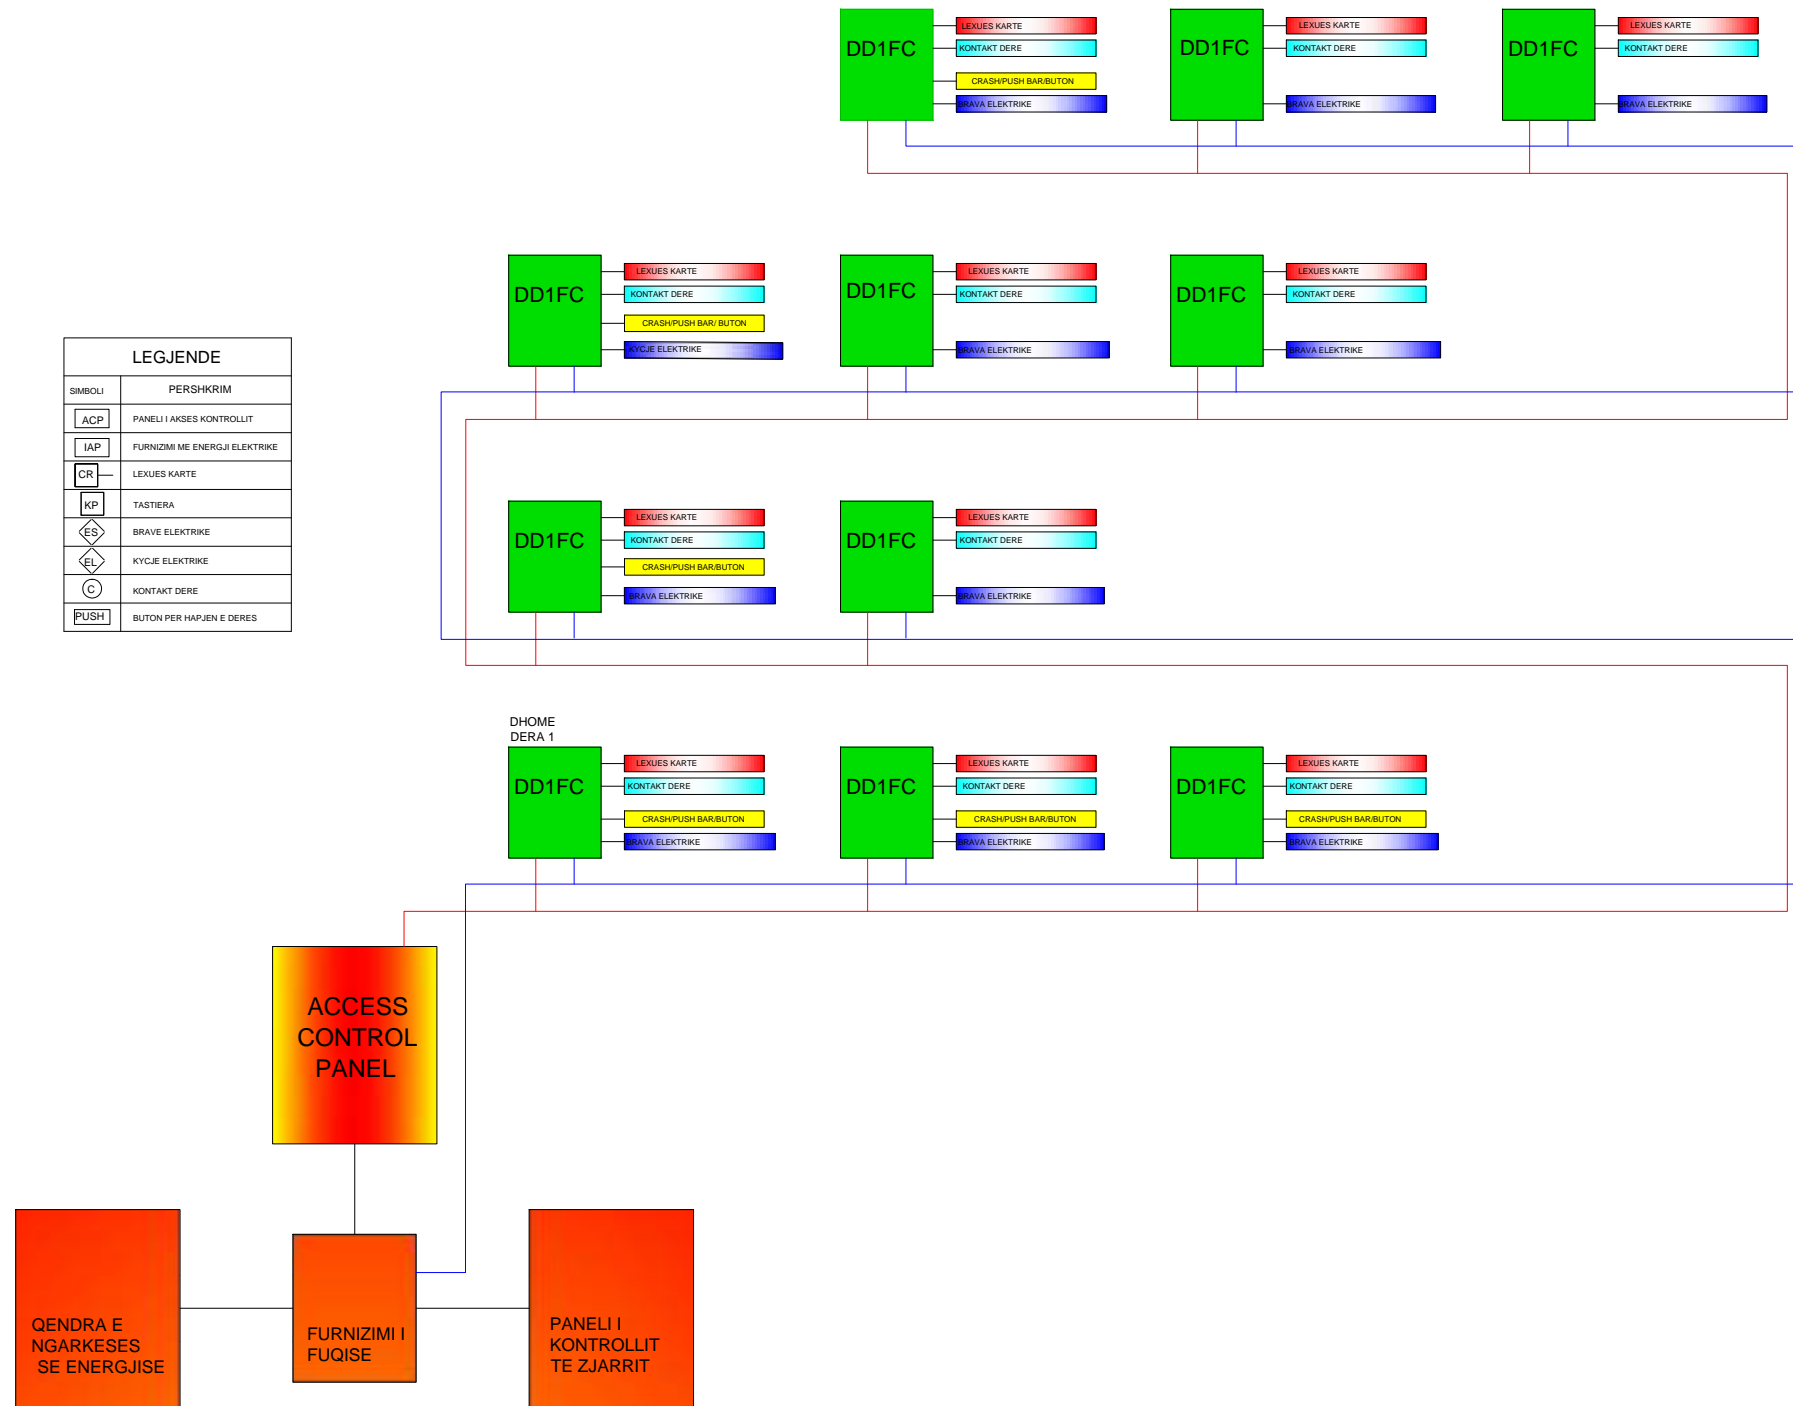 DD1FC
LEXUES KARTE
KONTAKT DERE
CRASH/PUSH BAR/BUTON
BRAVA ELEKTRIKE
DD1FC
LEXUES KARTE
KONTAKT DERE
BRAVA ELEKTRIKE
DD1FC
LEXUES KARTE
KONTAKT DERE
BRAVA ELEKTRIKE
DD1FC
LEXUES KARTE
KONTAKT DERE
CRASH/PUSH BAR/ BUTON
KYCJE ELEKTRIKE
DD1FC
LEXUES KARTE
KONTAKT DERE
BRAVA ELEKTRIKE
DD1FC
LEXUES KARTE
KONTAKT DERE
BRAVA ELEKTRIKE
LEGJENDE
SIMBOLI PERSHKRIM
ACP PANELI I AKSES KONTROLLIT
IAP FURNIZIMI ME ENERGJI ELEKTRIKE
CR LEXUES KARTE
KP TASTIERA
ES BRAVE ELEKTRIKE
EL KYCJE ELEKTRIKE
C KONTAKT DERE
PUSH BUTON PER HAPJEN E DERES
DD1FC
LEXUES KARTE
KONTAKT DERE
CRASH/PUSH BAR/BUTON
BRAVA ELEKTRIKE
DD1FC
LEXUES KARTE
KONTAKT DERE
BRAVA ELEKTRIKE
DHOME
DERA 1
DD1FC
LEXUES KARTE
KONTAKT DERE
CRASH/PUSH BAR/BUTON
BRAVA ELEKTRIKE
DD1FC
LEXUES KARTE
KONTAKT DERE
CRASH/PUSH BAR/BUTON
BRAVA ELEKTRIKE
DD1FC
LEXUES KARTE
KONTAKT DERE
CRASH/PUSH BAR/BUTON
BRAVA ELEKTRIKE
ACCESS
CONTROL
PANEL
QENDRA E
NGARKESES
SE ENERGJISE
FURNIZIMI I
FUQISE
PANELI I
KONTROLLIT
TE ZJARRIT